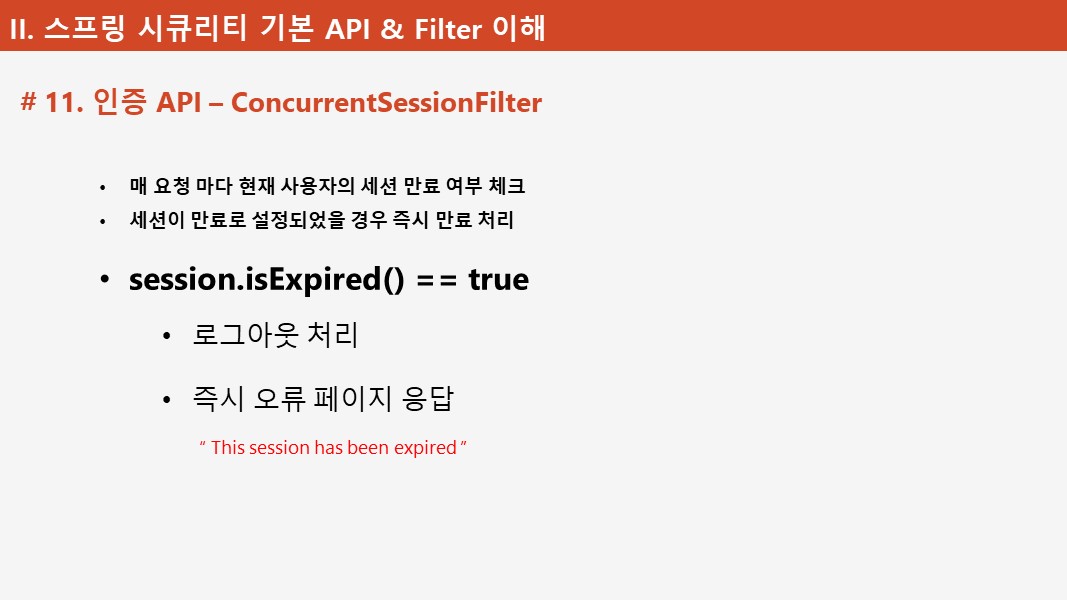 II. 스프링 시큐리티 기본 API & Filter 이해
# 11. 인증 API – ConcurrentSessionFilter
• 매 요청 마다 현재 사용자의 세션 만료 여부 체크
• 세션이 만료로 설정되었을 경우 즉시 만료 처리
• session.isExpired() == true
• 로그아웃 처리
• 즉시 오류 페이지 응답
“ This session has been expired ”